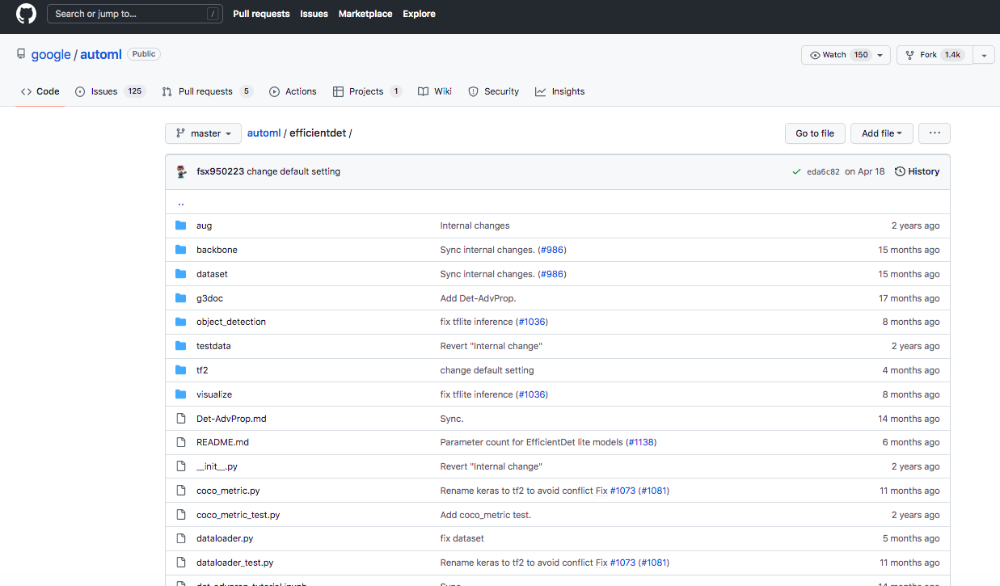 Search or jump to... / Pull requests Issues Marketplace Explore
google / automl Public Watch 150 Fork 1.4k
Code Issues 125 Pull requests 5 Actions Projects 1 Wiki Security Insights
master automl / efficientdet / Go to file Add file ...
fsx950223 change default setting eda6c82 on Apr 18 History
..
aug Internal changes 2 years ago
backbone Sync internal changes. (#986) 15 months ago
dataset Sync internal changes. (#986) 15 months ago
g3doc Add Det-AdvProp. 17 months ago
object_detection fix tflite inference (#1036) 8 months ago
testdata Revert "Internal change" 2 years ago
tf2 change default setting 4 months ago
visualize fix tflite inference (#1036) 8 months ago
Det-AdvProp.md Sync. 14 months ago
README.md Parameter count for EfficientDet lite models (#1138) 6 months ago
__init__.py Revert "Internal change" 2 years ago
coco_metric.py Rename keras to tf2 to avoid conflict Fix #1073 (#1081) 11 months ago
coco_metric_test.py Add coco_metric test. 2 years ago
dataloader.py fix dataset 5 months ago
dataloader_test.py Rename keras to tf2 to avoid conflict Fix #1073 (#1081) 11 months ago
det-advprop-tutorial.ipynb Sync. 14 months ago